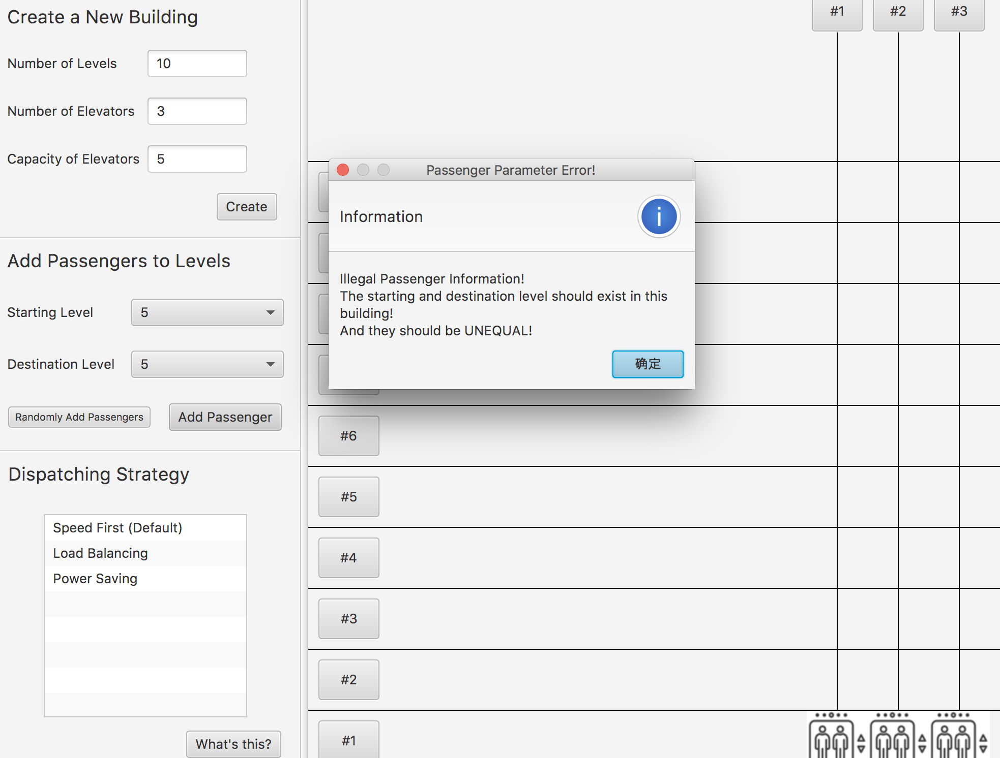 Create a New Building
Number of Levels
10
Number of Elevators
3
Capacity of Elevators
5
Create
Add Passengers to Levels
Starting Level
5
Destination Level
5
Randomly Add Passengers
Add Passenger
Dispatching Strategy
Speed First (Default)
Load Balancing
Power Saving
What's this?
#1
#2
#3
Passenger Parameter Error!
Information
Illegal Passenger Information!
The starting and destination level should exist in this
building!
And they should be UNEQUAL!
确定
#6
#5
#4
#3
#2
#1